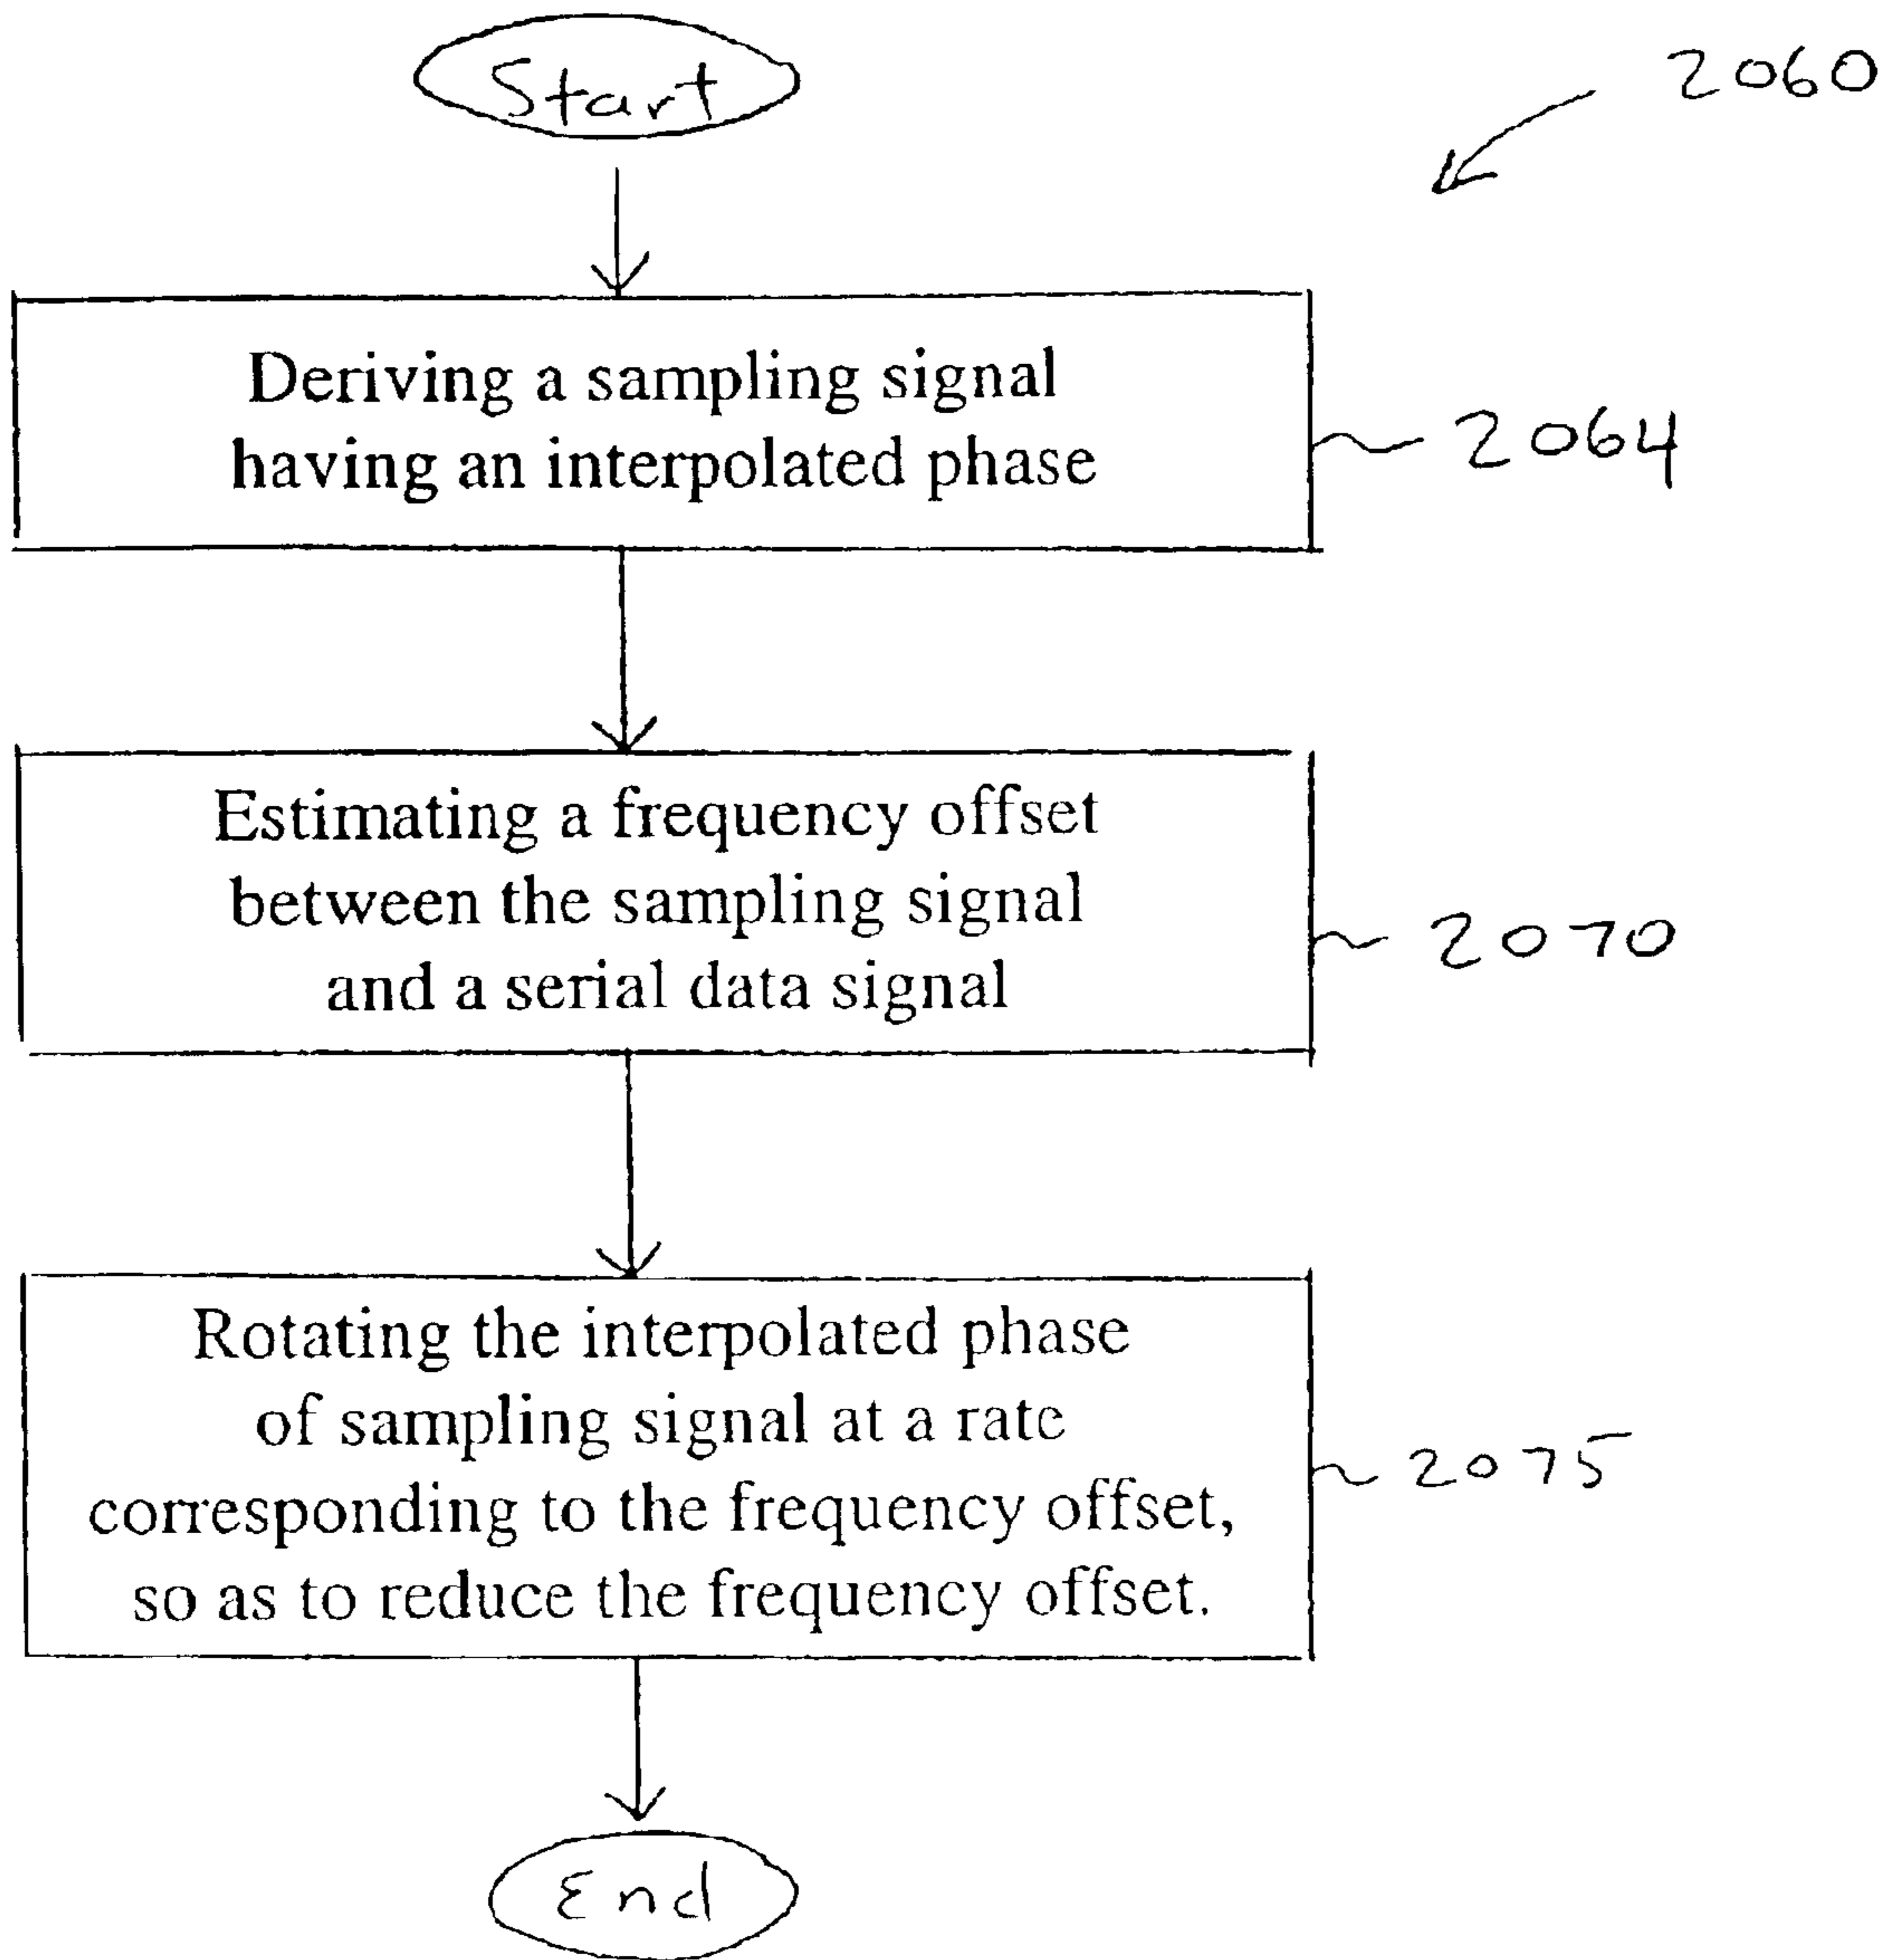 Start
2060
Deriving a sampling signal
having an interpolated phase
2064
Estimating a frequency offset
between the sampling signal
and a serial data signal
2070
Rotating the interpolated phase
of sampling signal at a rate
corresponding to the frequency offset,
so as to reduce the frequency offset.
2075
End